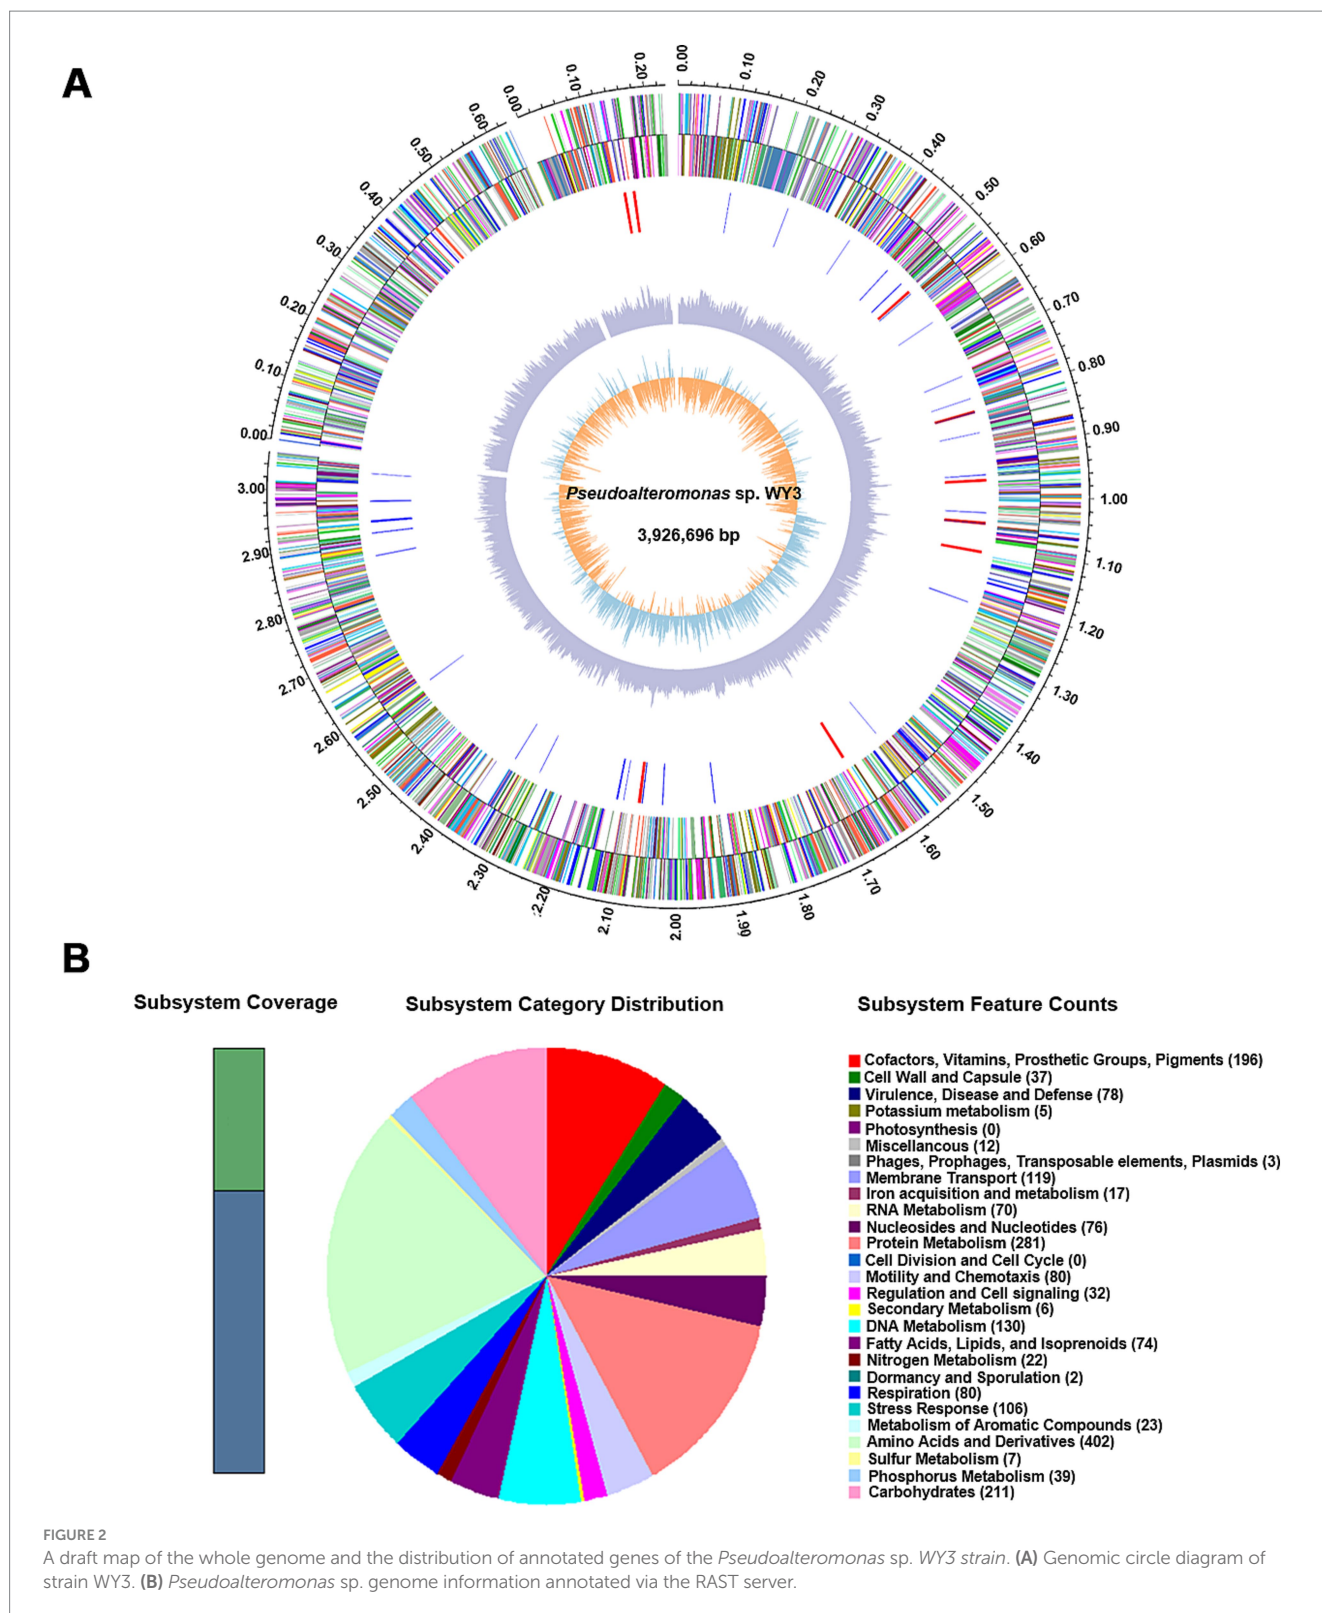 A
0.00
0.10
0.20
0.30
0.40
0.50
0.60
0.70
0.80
0.90
1.00
1.10
1.20
1.30
1.40
1.50
1.60
1.70
1.80
1.90
2.00
2.10
2.20
2.30
2.40
2.50
2.60
2.70
2.80
2.90
3.00
0.00
0.10
0.20
0.30
0.40
0.50
0.60
0.00
0.10
0.20
Pseudoalteromonas sp. WY3
3,926,696 bp
B
Subsystem Coverage
Subsystem Category Distribution
Subsystem Feature Counts
Cofactors, Vitamins, Prosthetic Groups, Pigments (196)
Cell Wall and Capsule (37)
Virulence, Disease and Defense (78)
Potassium metabolism (5)
Photosynthesis (0)
Miscellancous (12)
Phages, Prophages, Transposable elements, Plasmids (3)
Membrane Transport (119)
Iron acquisition and metabolism (17)
RNA Metabolism (70)
Nucleosides and Nucleotides (76)
Protein Metabolism (281)
Cell Division and Cell Cycle (0)
Motility and Chemotaxis (80)
Regulation and Cell signaling (32)
Secondary Metabolism (6)
DNA Metabolism (130)
Fatty Acids, Lipids, and Isoprenoids (74)
Nitrogen Metabolism (22)
Dormancy and Sporulation (2)
Respiration (80)
Stress Response (106)
Metabolism of Aromatic Compounds (23)
Amino Acids and Derivatives (402)
Sulfur Metabolism (7)
Phosphorus Metabolism (39)
Carbohydrates (211)
FIGURE 2
A draft map of the whole genome and the distribution of annotated genes of the Pseudoalteromonas sp. WY3 strain. (A) Genomic circle diagram of
strain WY3. (B) Pseudoalteromonas sp. genome information annotated via the RAST server.